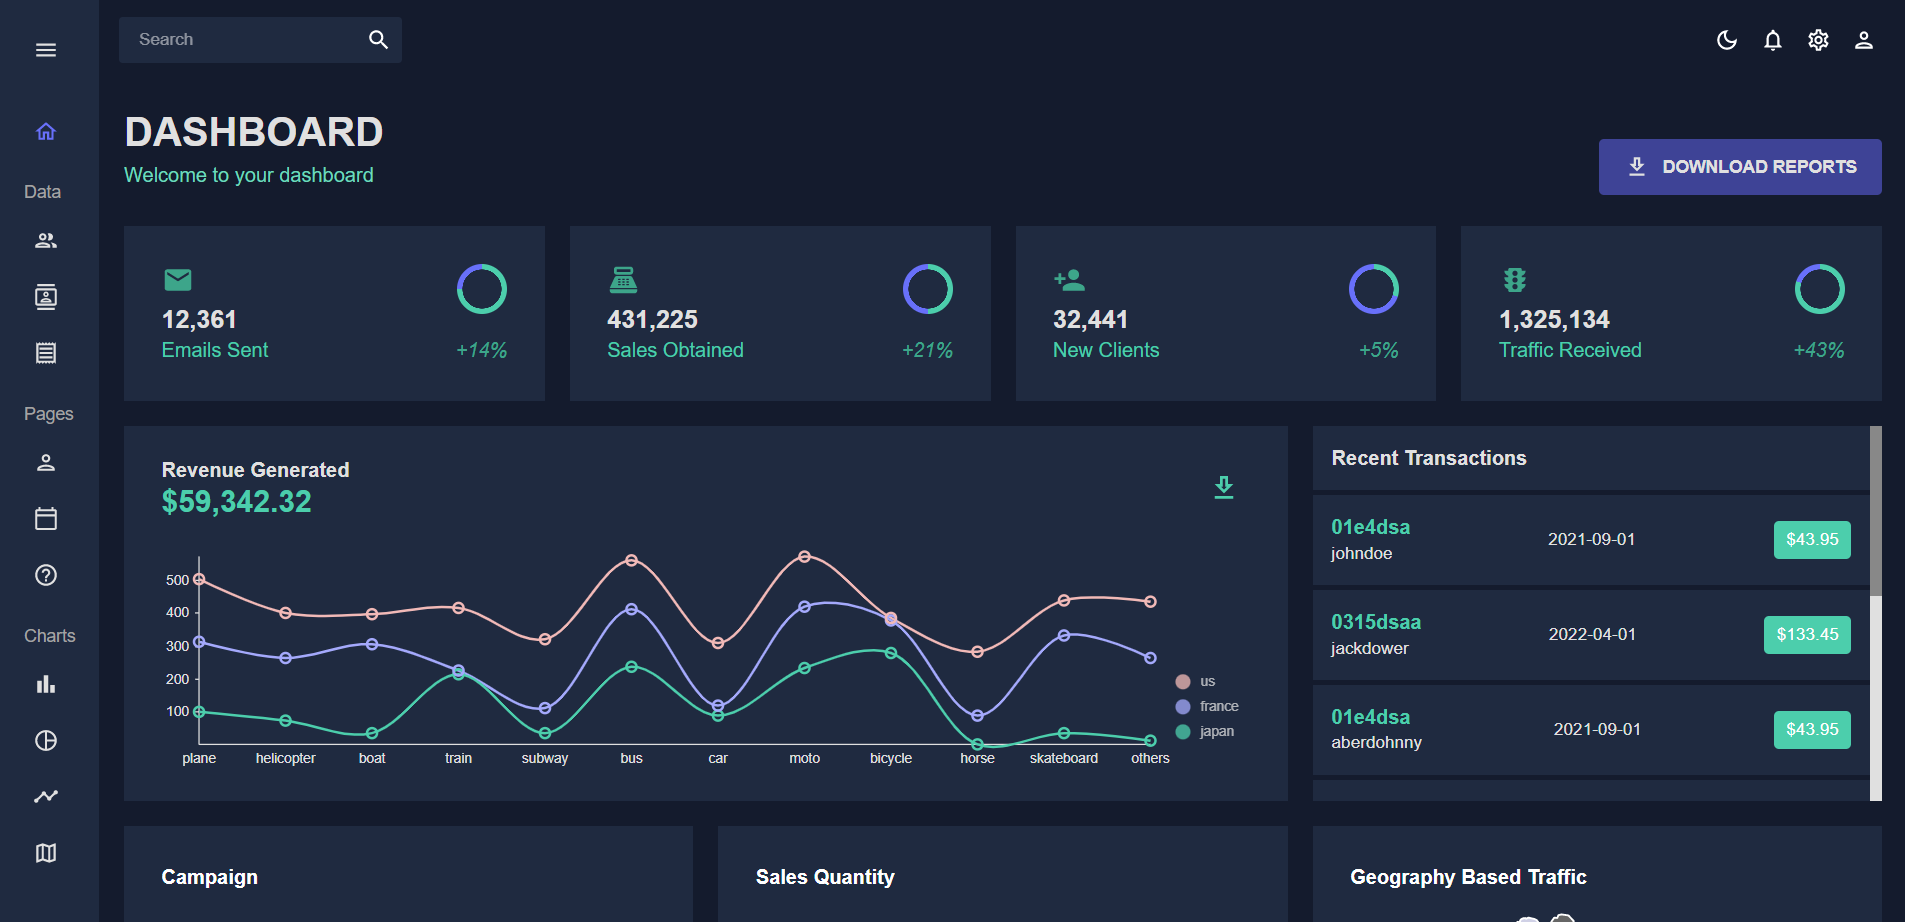 Search
DASHBOARD
Welcome to your dashboard
DOWNLOAD REPORTS
Data
Pages
Charts
12,361
Emails Sent
+14%
431,225
Sales Obtained
+21%
32,441
New Clients
+5%
1,325,134
Traffic Received
+43%
Revenue Generated
$59,342.32
500
400
300
200
100
plane helicopter boat train subway bus car moto bicycle horse skateboard others
us
france
japan
Recent Transactions
01e4dsa
johndoe
2021-09-01
$43.95
0315dsaa
jackdower
2022-04-01
$133.45
01e4dsa
aberdohnny
2021-09-01
$43.95
Campaign
Sales Quantity
Geography Based Traffic